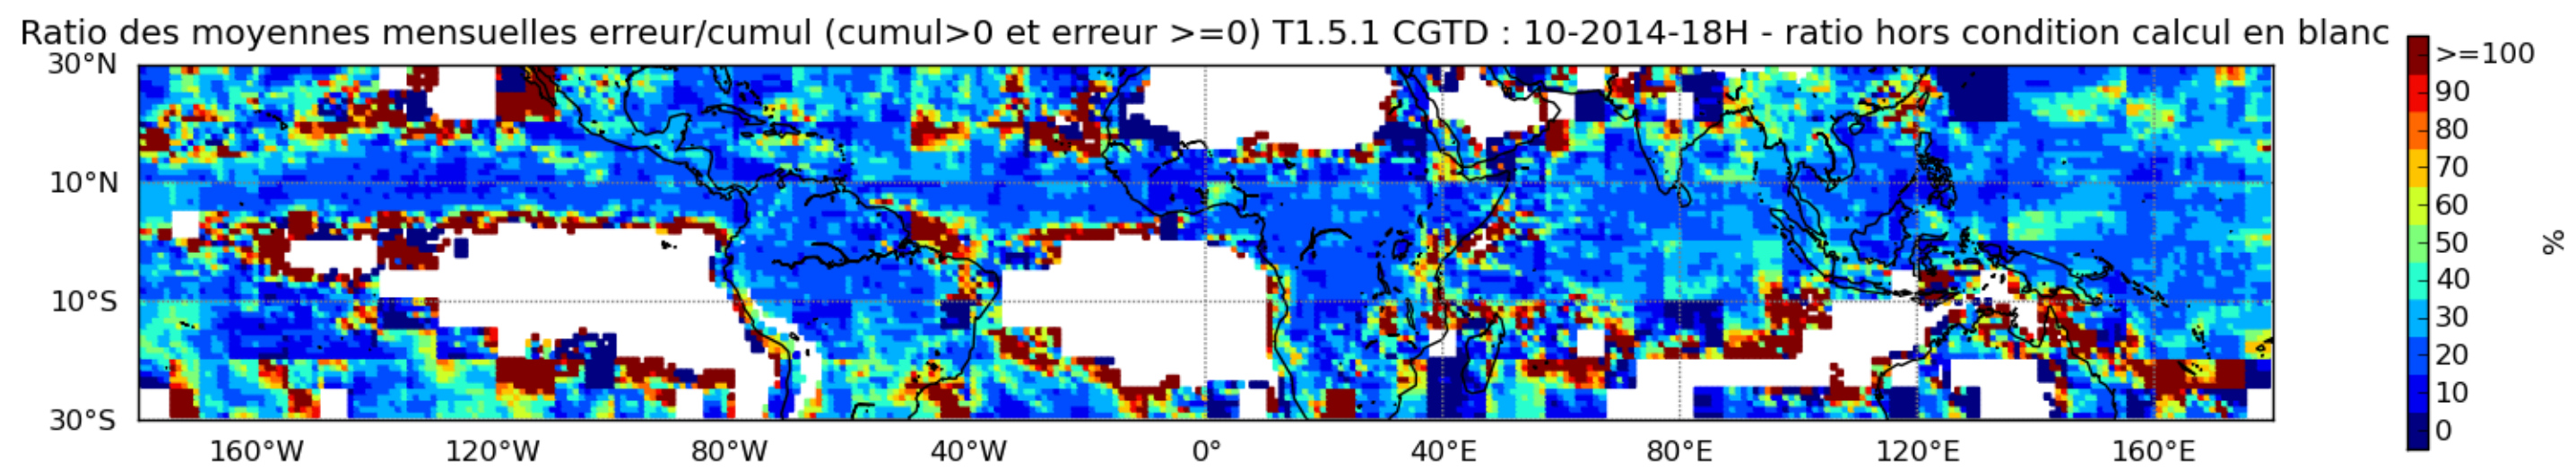 Ratio des moyennes mensuelles erreur/cumul (cumul>0 et erreur >=0) T1.5.1 CGTD : 10-2014-18H - ratio hors condition calcul en blanc
30°N
10°N
10°S
30°S
160°W 120°W 80°W 40°W 0° 40°E 80°E 120°E 160°E
>=100
90
80
70
60
50
40
30
20
10
0
%